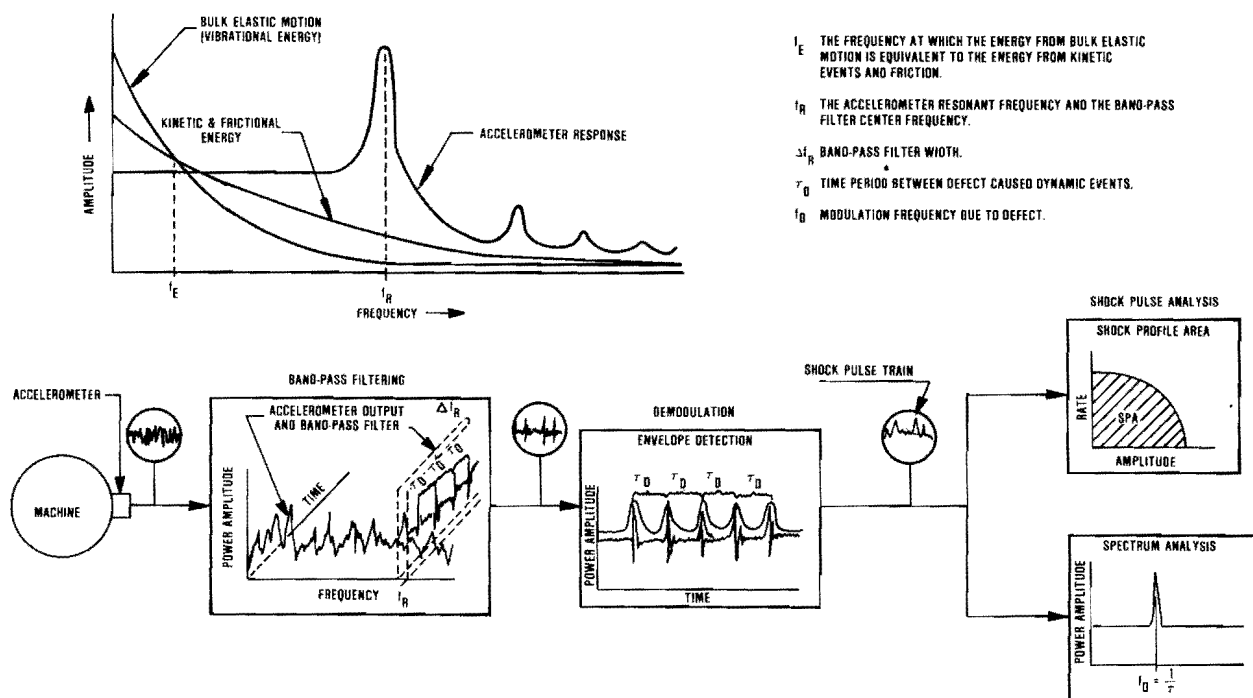 BULK ELASTIC MOTION
(VIBRATIONAL ENERGY)
KINETIC & FRICTIONAL
ENERGY
ACCELEROMETER RESPONSE
AMPLITUDE
fE
fR
FREQUENCY
fE THE FREQUENCY AT WHICH THE ENERGY FROM BULK ELASTIC
MOTION IS EQUIVALENT TO THE ENERGY FROM KINETIC
EVENTS AND FRICTION.
fR THE ACCELEROMETER RESONANT FREQUENCY AND THE BAND-PASS
FILTER CENTER FREQUENCY.
ΔfR BAND-PASS FILTER WIDTH.
τD TIME PERIOD BETWEEN DEFECT CAUSED DYNAMIC EVENTS.
fD MODULATION FREQUENCY DUE TO DEFECT.
ACCELEROMETER
MACHINE
BAND-PASS FILTERING
ACCELEROMETER OUTPUT
AND BAND-PASS FILTER
ΔfR
TIME
τD τD τD
POWER AMPLITUDE
FREQUENCY
fR
DEMODULATION
ENVELOPE DETECTION
τD τD τD τD
POWER AMPLITUDE
TIME
SHOCK PULSE TRAIN
SHOCK PULSE ANALYSIS
SHOCK PROFILE AREA
RATE
SPA
AMPLITUDE
SPECTRUM ANALYSIS
POWER AMPLITUDE
fD = 1/τ